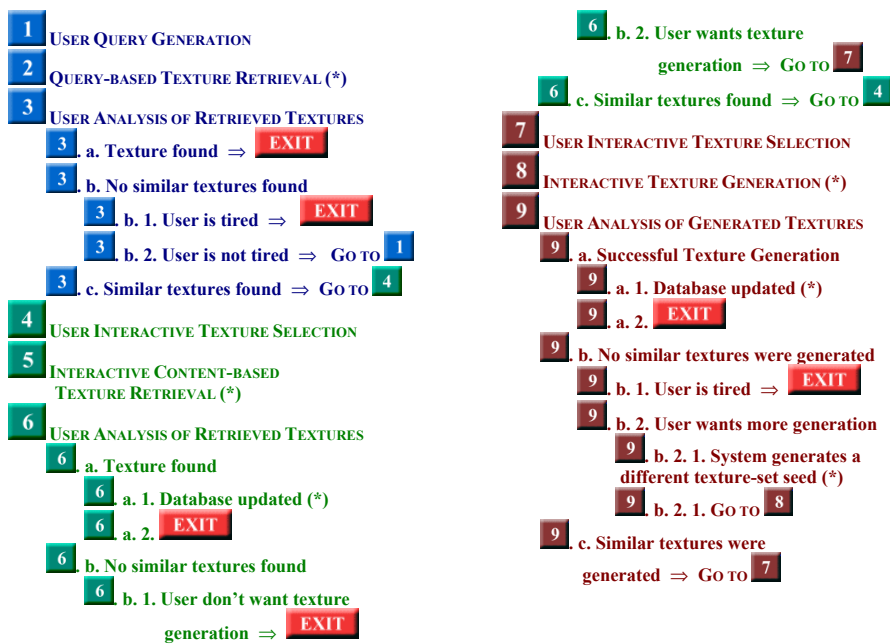 1 USER QUERY GENERATION
2 QUERY-BASED TEXTURE RETRIEVAL (*)
3 USER ANALYSIS OF RETRIEVED TEXTURES
3. a. Texture found ⇒ EXIT
3. b. No similar textures found
3. b. 1. User is tired ⇒ EXIT
3. b. 2. User is not tired ⇒ GO TO 1
3. c. Similar textures found ⇒ GO TO 4
4 USER INTERACTIVE TEXTURE SELECTION
5 INTERACTIVE CONTENT-BASED
TEXTURE RETRIEVAL (*)
6 USER ANALYSIS OF RETRIEVED TEXTURES
6. a. Texture found
6. a. 1. Database updated (*)
6. a. 2. EXIT
6. b. No similar textures found
6. b. 1. User don't want texture
generation ⇒ EXIT
6. b. 2. User wants texture
generation ⇒ GO TO 7
6. c. Similar textures found ⇒ GO TO 4
7 USER INTERACTIVE TEXTURE SELECTION
8 INTERACTIVE TEXTURE GENERATION (*)
9 USER ANALYSIS OF GENERATED TEXTURES
9. a. Successful Texture Generation
9. a. 1. Database updated (*)
9. a. 2. EXIT
9. b. No similar textures were generated
9. b. 1. User is tired ⇒ EXIT
9. b. 2. User wants more generation
9. b. 2. 1. System generates a
different texture-set seed (*)
9. b. 2. 1. GO TO 8
9. c. Similar textures were
generated ⇒ GO TO 7